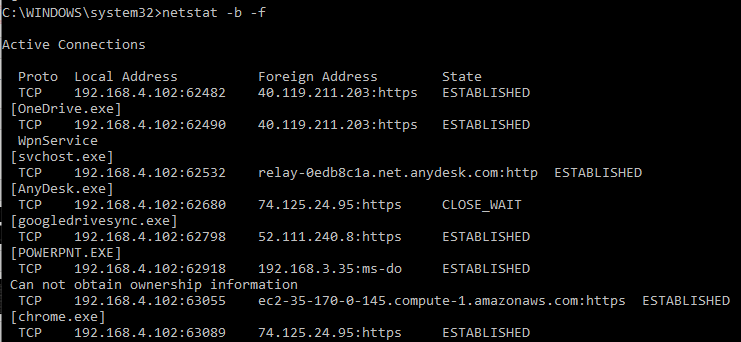 C:\WINDOWS\system32>netstat -b -f
Active Connections
Proto Local Address Foreign Address State
TCP 192.168.4.102:62482 40.119.211.203:https ESTABLISHED
[OneDrive.exe]
TCP 192.168.4.102:62490 40.119.211.203:https ESTABLISHED
WpnService
[svchost.exe]
TCP 192.168.4.102:62532 relay-0edb8c1a.net.anydesk.com:http ESTABLISHED
[AnyDesk.exe]
TCP 192.168.4.102:62680 74.125.24.95:https CLOSE_WAIT
[googledrivesync.exe]
TCP 192.168.4.102:62798 52.111.240.8:https ESTABLISHED
[POWERPNT.EXE]
TCP 192.168.4.102:62918 192.168.3.35:ms-do ESTABLISHED
Can not obtain ownership information
TCP 192.168.4.102:63055 ec2-35-170-0-145.compute-1.amazonaws.com:https ESTABLISHED
[chrome.exe]
TCP 192.168.4.102:63089 74.125.24.95:https ESTABLISHED